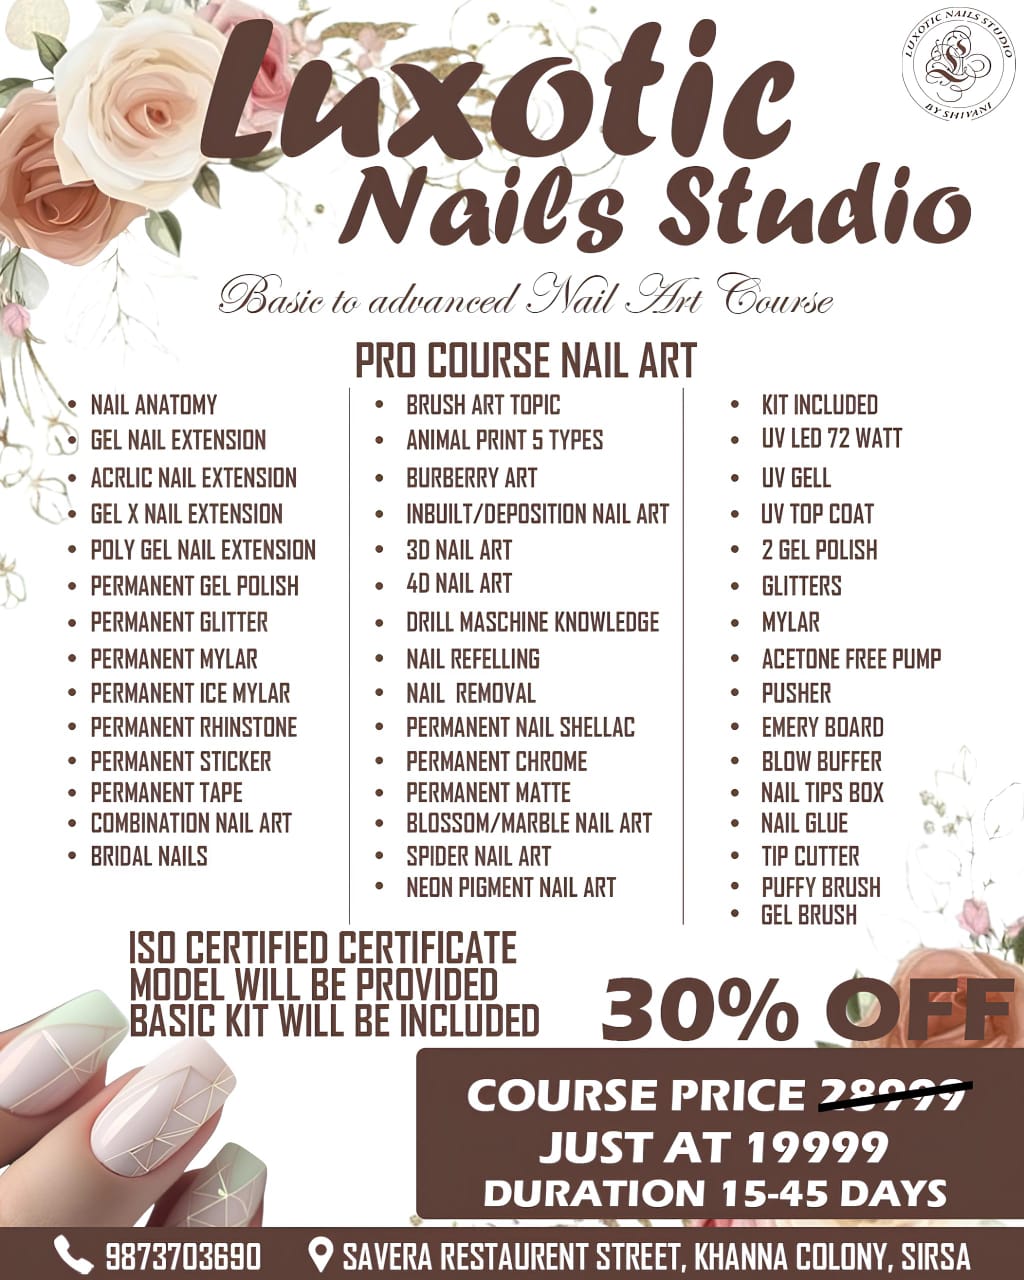 Luxotic
Nails Studio
LUXOTIC NAILS STUDIO
BY SHIVANI
Basic to advanced Nail Art Course
PRO COURSE NAIL ART
• NAIL ANATOMY
• GEL NAIL EXTENSION
• ACRLIC NAIL EXTENSION
• GEL X NAIL EXTENSION
• POLY GEL NAIL EXTENSION
• PERMANENT GEL POLISH
• PERMANENT GLITTER
• PERMANENT MYLAR
• PERMANENT ICE MYLAR
• PERMANENT RHINSTONE
• PERMANENT STICKER
• PERMANENT TAPE
• COMBINATION NAIL ART
• BRIDAL NAILS
• BRUSH ART TOPIC
• ANIMAL PRINT 5 TYPES
• BURBERRY ART
• INBUILT/DEPOSITION NAIL ART
• 3D NAIL ART
• 4D NAIL ART
• DRILL MASCHINE KNOWLEDGE
• NAIL REFELLING
• NAIL REMOVAL
• PERMANENT NAIL SHELLAC
• PERMANENT CHROME
• PERMANENT MATTE
• BLOSSOM/MARBLE NAIL ART
• SPIDER NAIL ART
• NEON PIGMENT NAIL ART
• KIT INCLUDED
• UV LED 72 WATT
• UV GELL
• UV TOP COAT
• 2 GEL POLISH
• GLITTERS
• MYLAR
• ACETONE FREE PUMP
• PUSHER
• EMERY BOARD
• BLOW BUFFER
• NAIL TIPS BOX
• NAIL GLUE
• TIP CUTTER
• PUFFY BRUSH
• GEL BRUSH
ISO CERTIFIED CERTIFICATE
MODEL WILL BE PROVIDED
BASIC KIT WILL BE INCLUDED
30% OFF
COURSE PRICE 28999
JUST AT 19999
DURATION 15-45 DAYS
9873703690
SAVERA RESTAURENT STREET, KHANNA COLONY, SIRSA